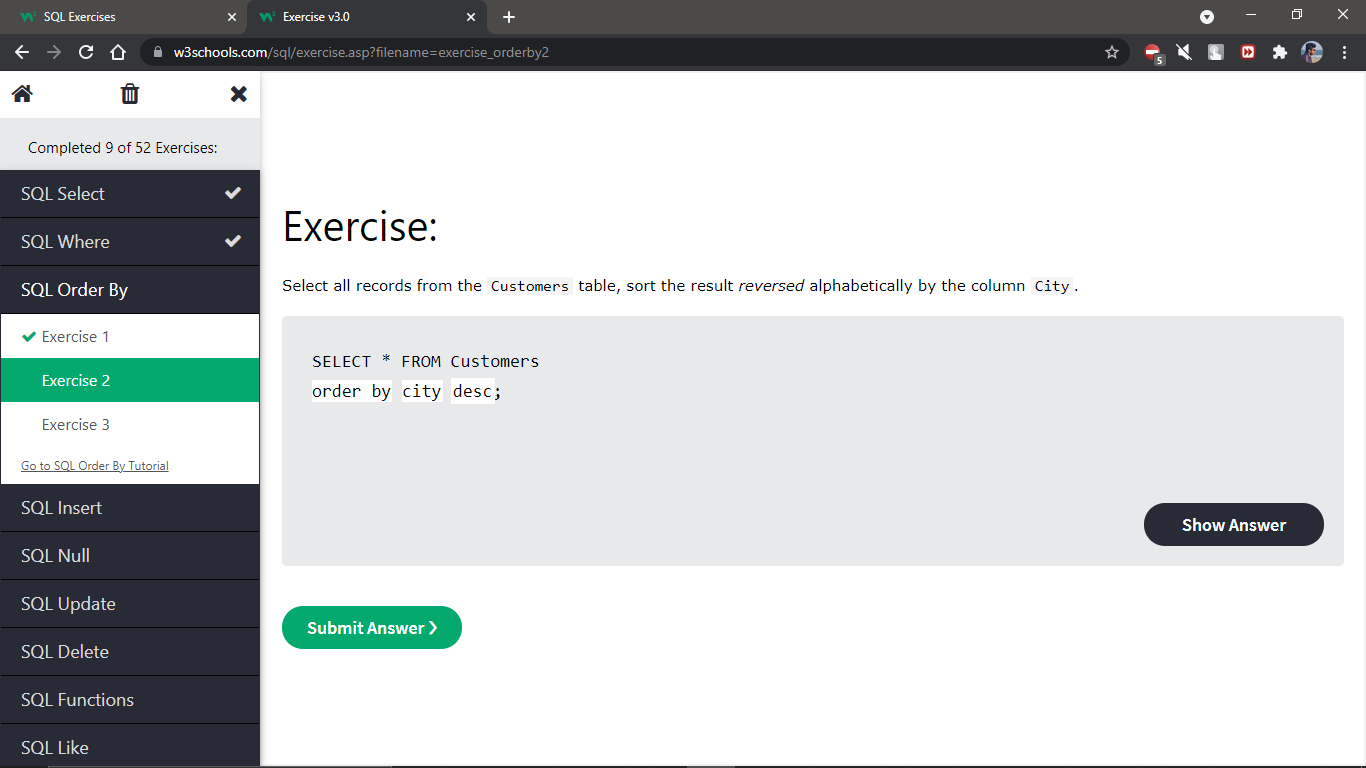 SQL Exercises
Exercise v3.0
w3schools.com/sql/exercise.asp?filename=exercise_orderby2
5
Completed 9 of 52 Exercises:
SQL Select
SQL Where
SQL Order By
Exercise 1
Exercise 2
Exercise 3
Go to SQL Order By Tutorial
SQL Insert
SQL Null
SQL Update
SQL Delete
SQL Functions
SQL Like
Exercise:
Select all records from the Customers table, sort the result reversed alphabetically by the column City.
SELECT * FROM Customers
order by city desc;
Show Answer
Submit Answer ❯